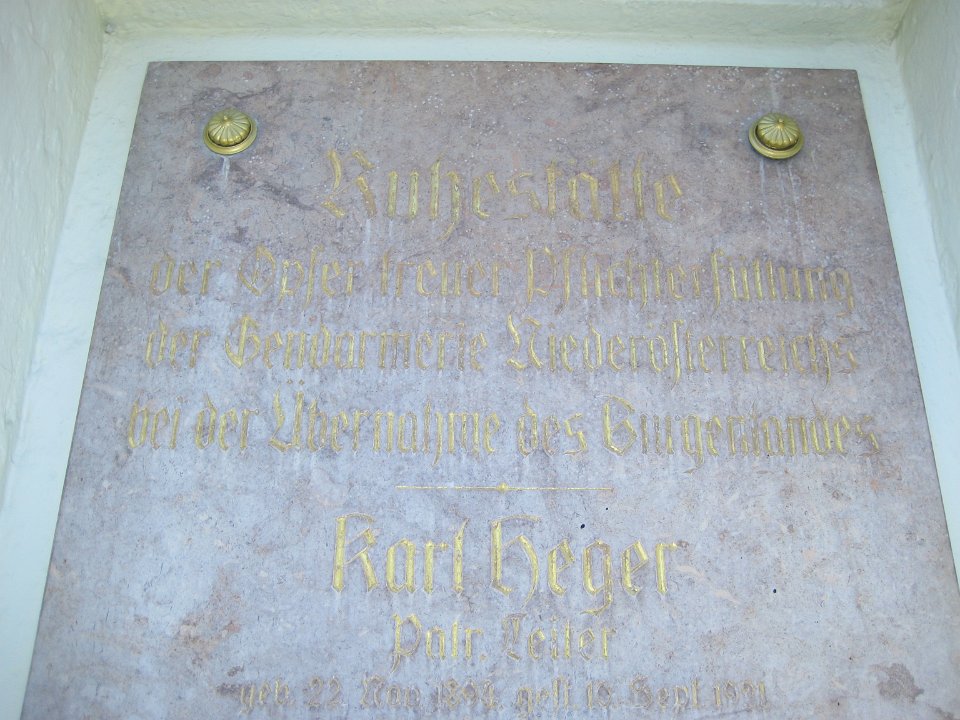 Ruhestätte
der Opfer treuer Pflichterfüllung
der Gendarmerie Niederösterreichs
bei der Übernahme des Burgenlandes
Karl Heger
Patr. Leiter
geb. 22. Nov. gest. Sept. 1921